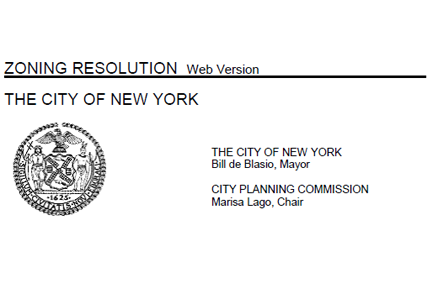 ZONING RESOLUTION Web Version
THE CITY OF NEW YORK
THE CITY OF NEW YORK
Bill de Blasio, Mayor
CITY PLANNING COMMISSION
Marisa Lago, Chair
·1625·